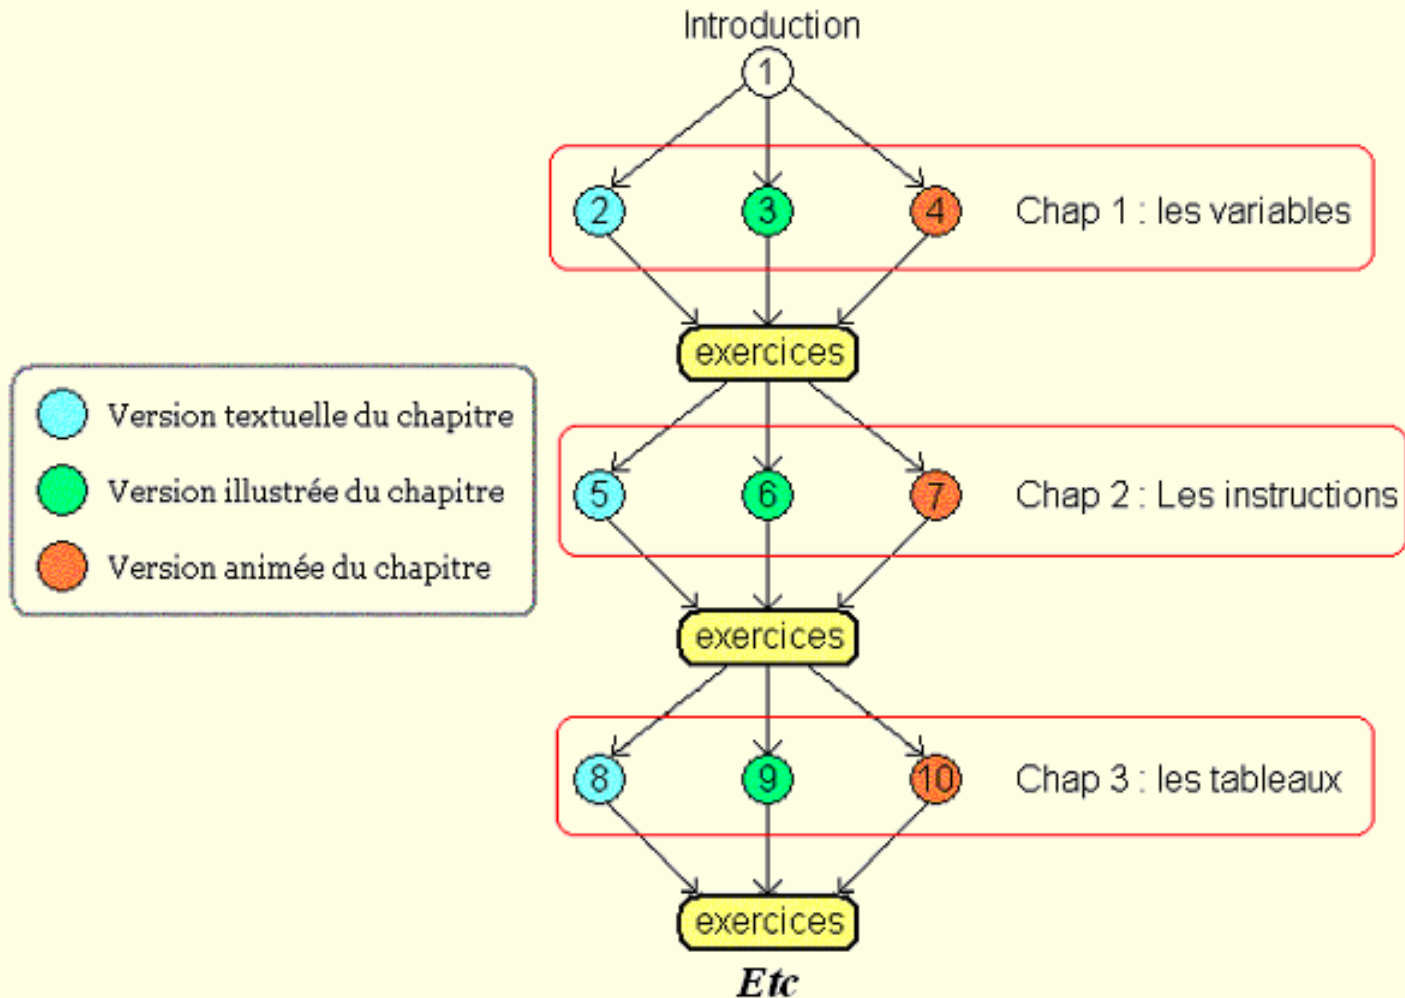 Introduction
1
2 3 4 Chap 1 : les variables
exercices
Version textuelle du chapitre
Version illustrée du chapitre
Version animée du chapitre
5 6 7 Chap 2 : Les instructions
exercices
8 9 10 Chap 3 : les tableaux
exercices
Etc